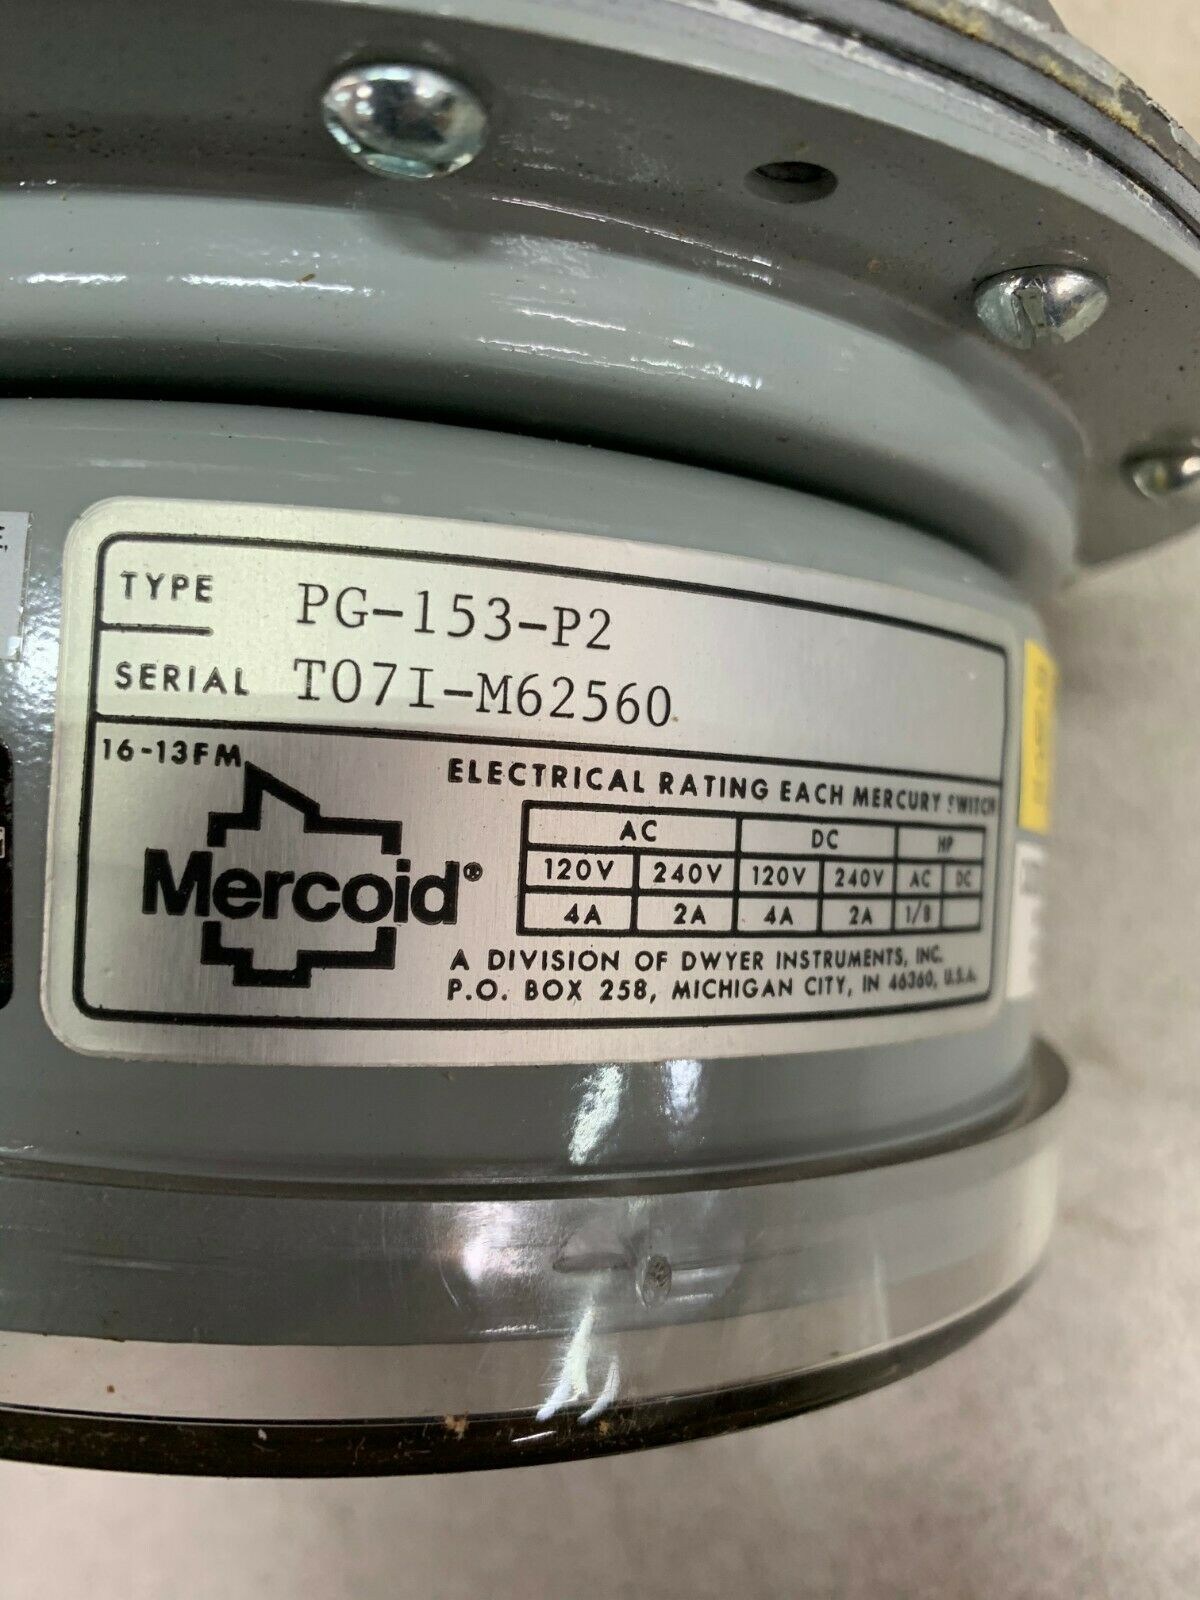 TYPE PG-153-P2
SERIAL T07I-M62560
16-13FM
Mercoid®
ELECTRICAL RATING EACH MERCURY SWITCH
AC DC HP
120V 240V 120V 240V AC DC
4A 2A 4A 2A 1/8
A DIVISION OF DWYER INSTRUMENTS, INC.
P.O. BOX 258, MICHIGAN CITY, IN 46360, U.S.A.